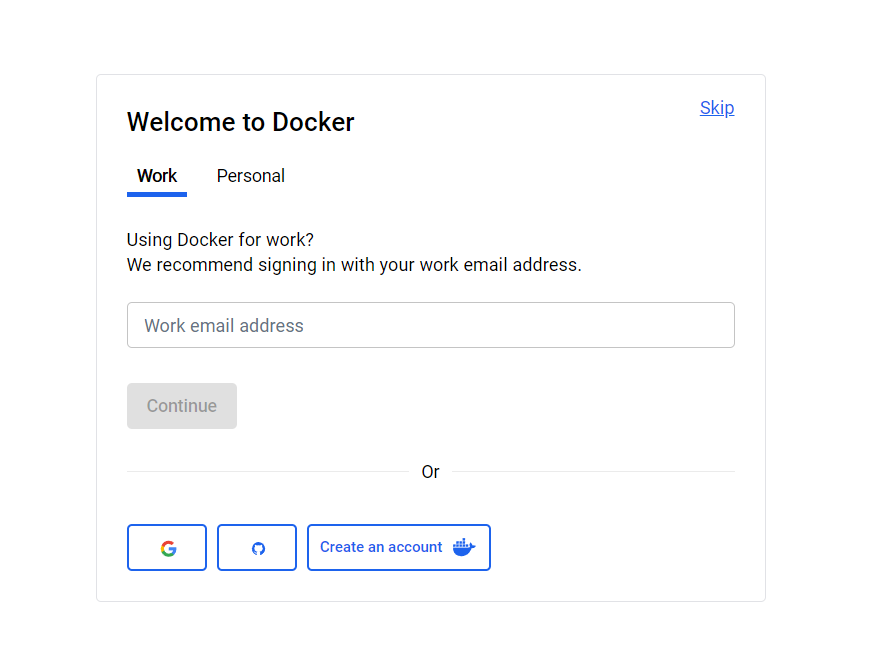 Welcome to Docker
Skip
Work
Personal
Using Docker for work?
We recommend signing in with your work email address.
Work email address
Continue
Or
Create an account